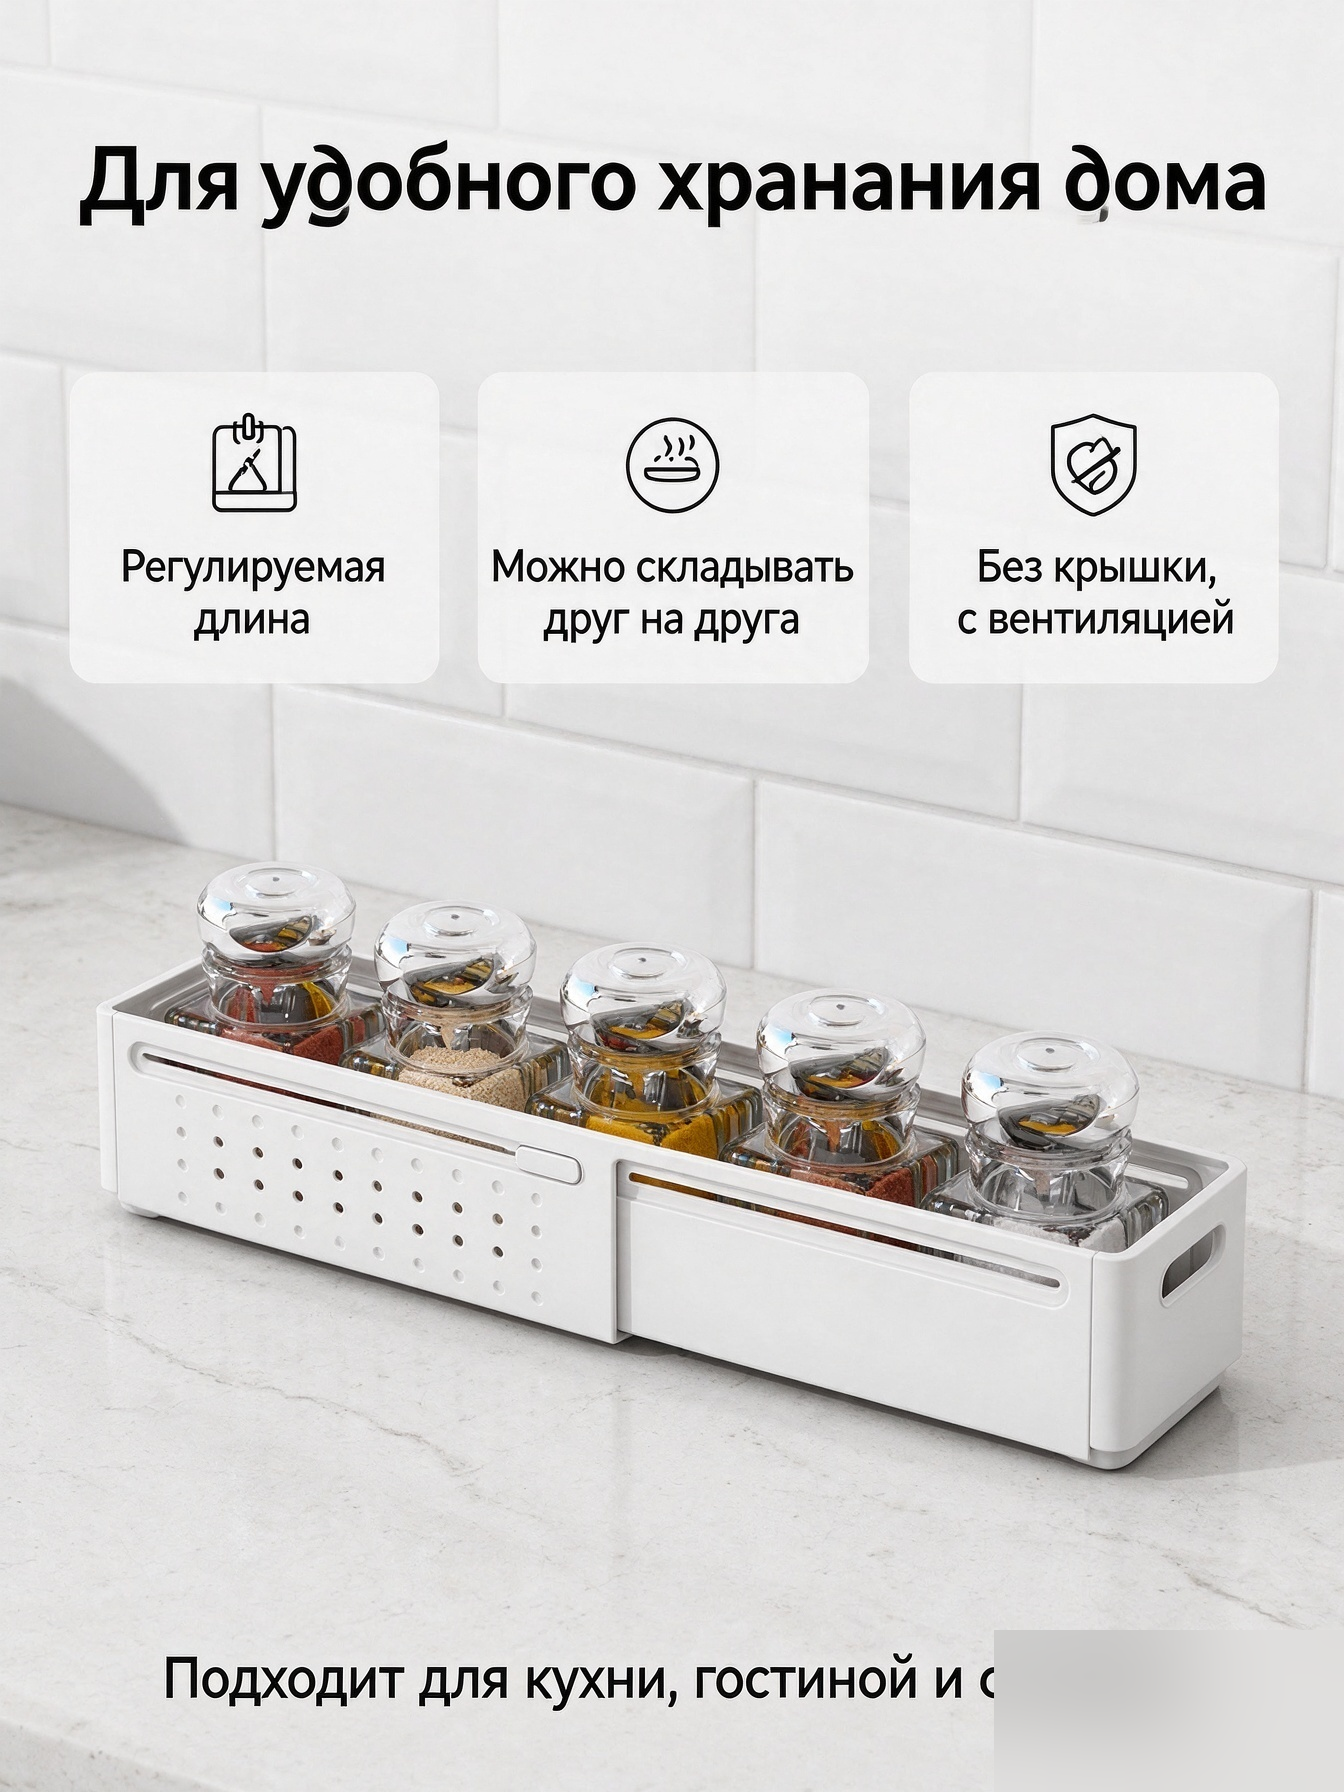 Для удобного хранания дома
Регулируемая
длина
Можно складывать
друг на друга
Без крышки,
с вентиляцией
Подходит для кухни, гостиной и